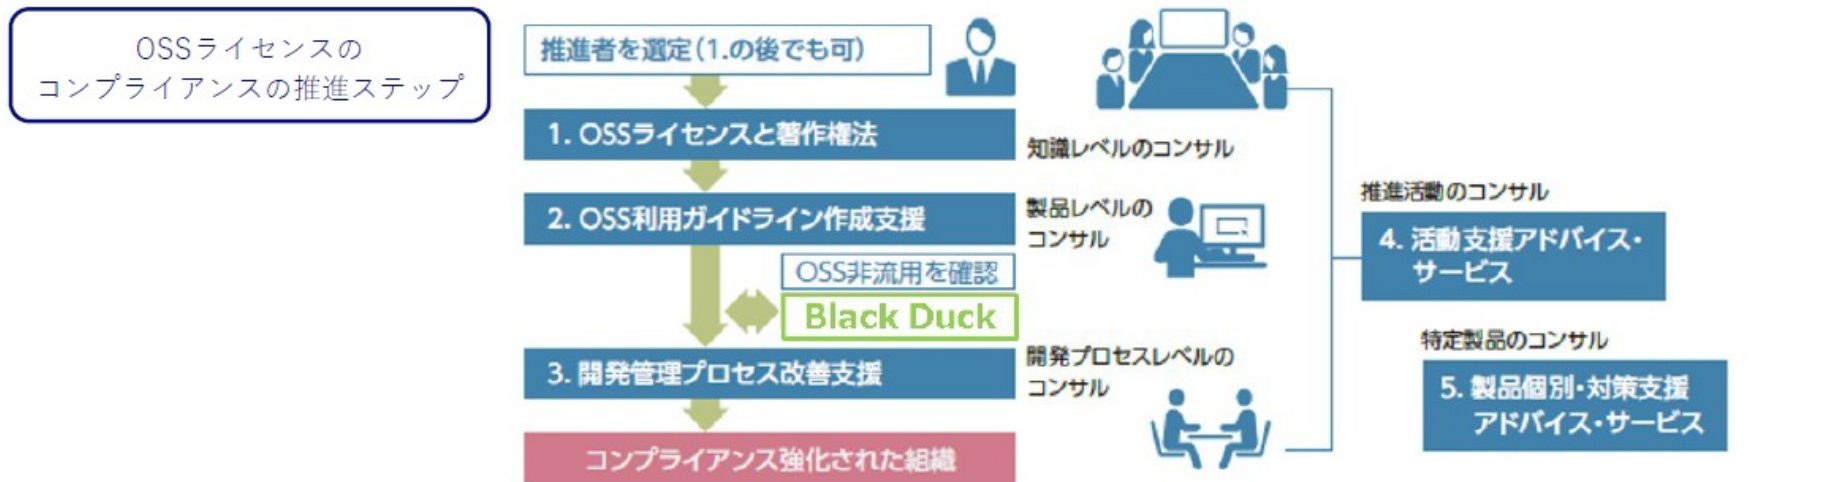 OSSライセンスの
コンプライアンスの推進ステップ
推進者を選定(1.の後でも可)
1. OSSライセンスと著作権法
知識レベルのコンサル
2. OSS利用ガイドライン作成支援
製品レベルの
コンサル
OSS非流用を確認
Black Duck
3. 開発管理プロセス改善支援
開発プロセスレベルの
コンサル
コンプライアンス強化された組織
推進活動のコンサル
4. 活動支援アドバイス・
サービス
特定製品のコンサル
5. 製品個別・対策支援
アドバイス・サービス